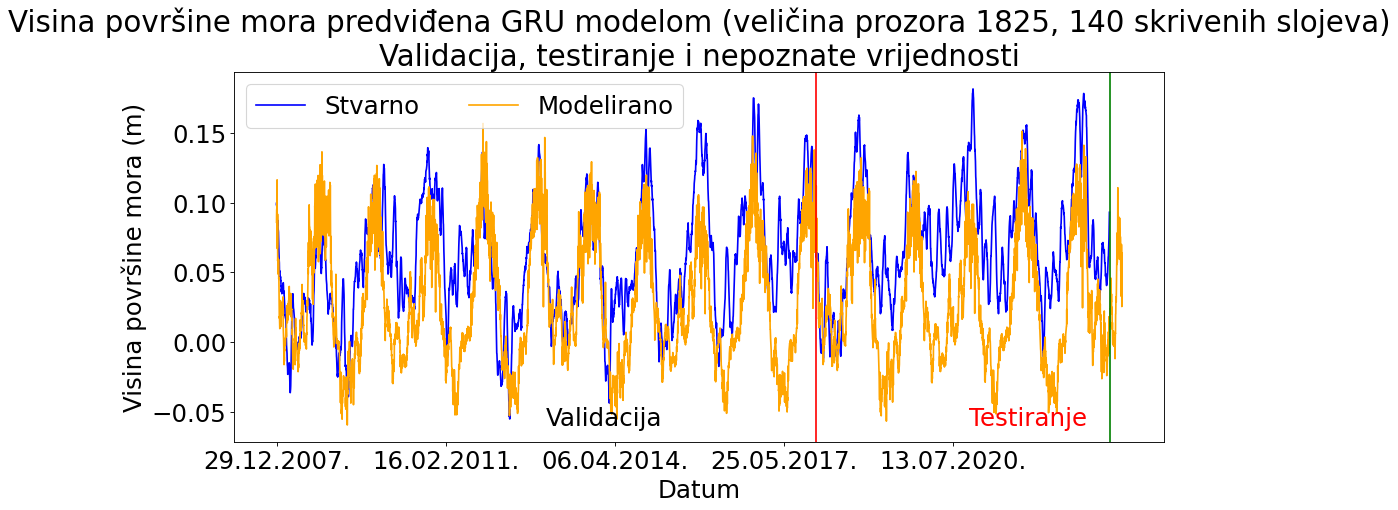 Visina površine mora predviđena GRU modelom (veličina prozora 1825, 140 skrivenih slojeva)
Validacija, testiranje i nepoznate vrijednosti
Stvarno
Modelirano
Visina površine mora (m)
0.15
0.10
0.05
0.00
−0.05
Validacija
Testiranje
29.12.2007.
16.02.2011.
06.04.2014.
25.05.2017.
13.07.2020.
Datum